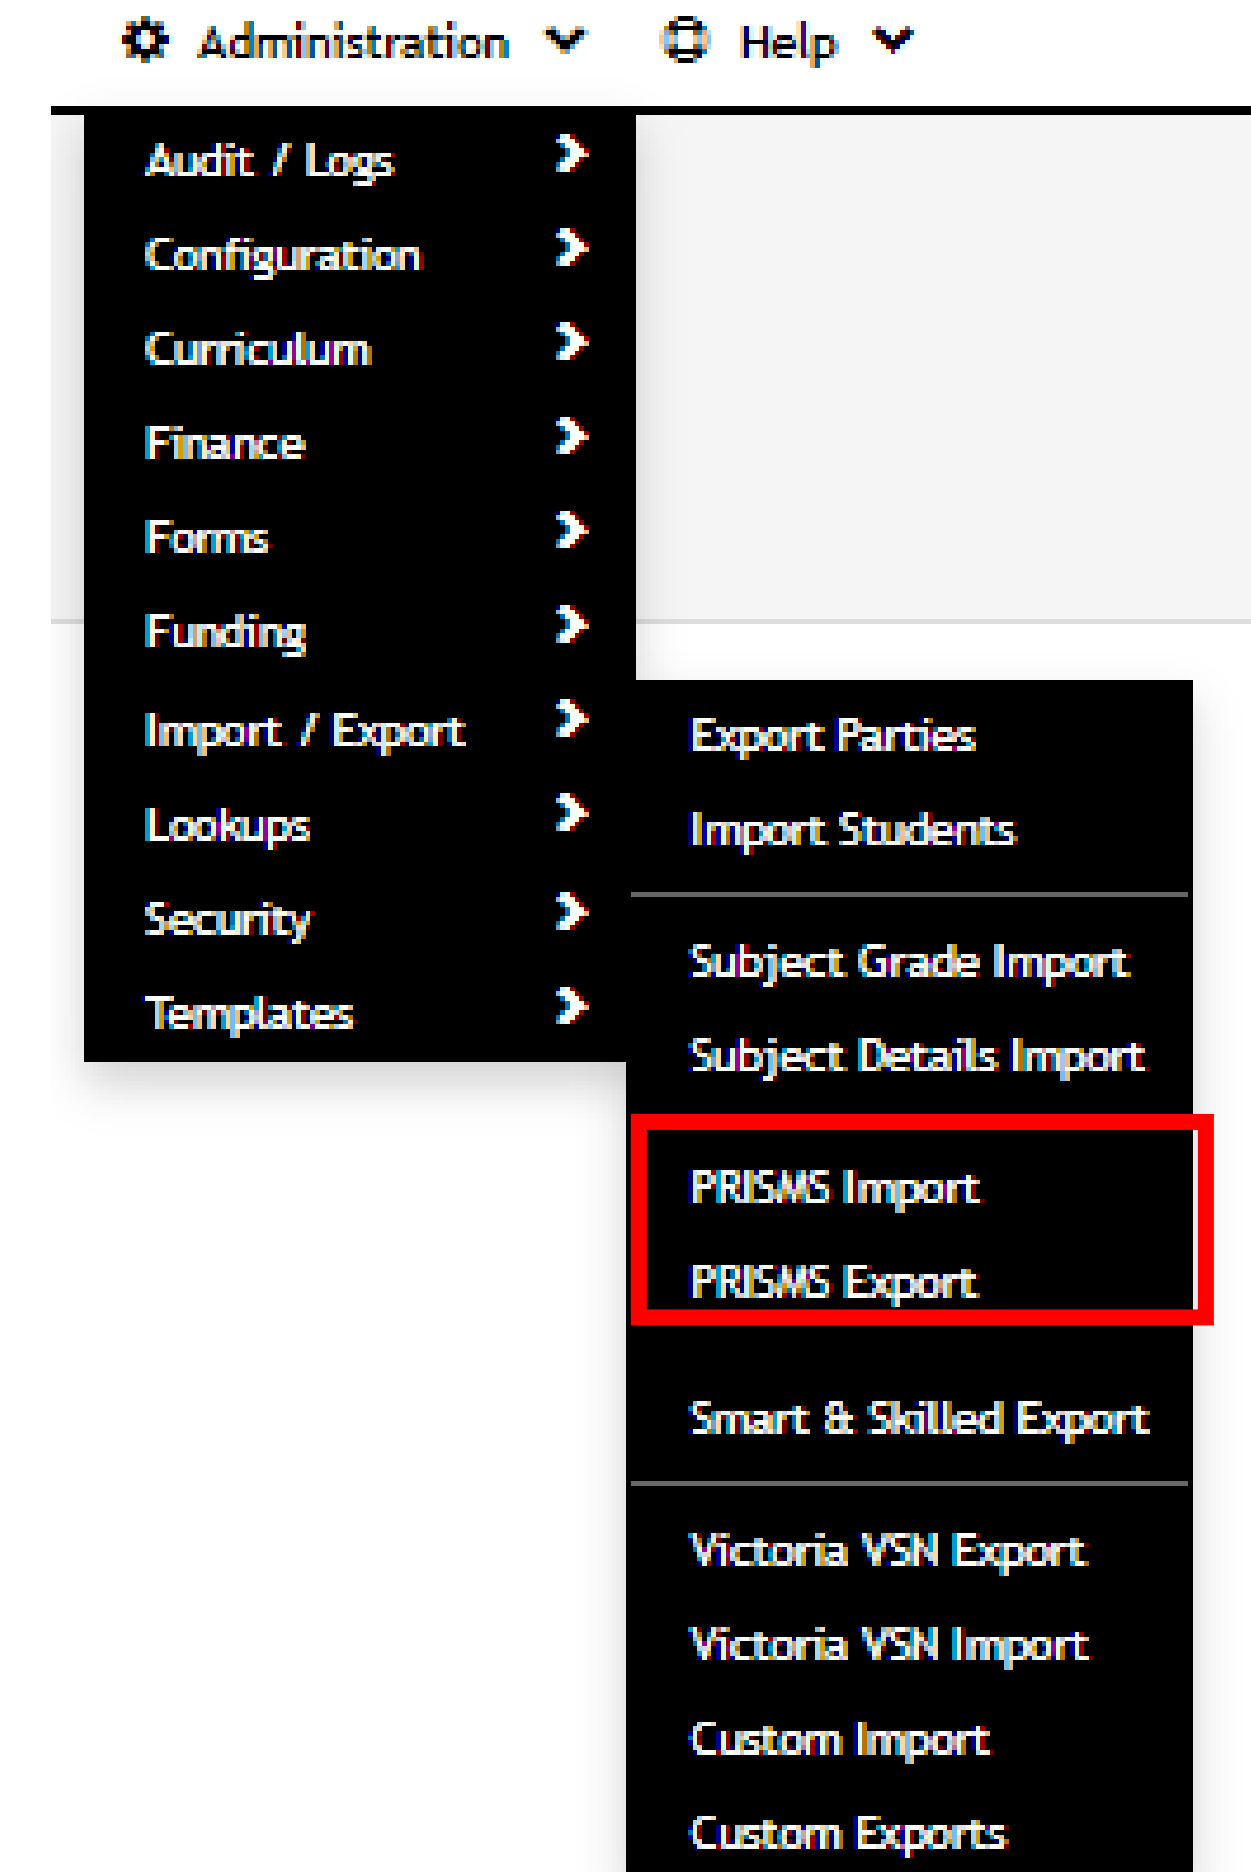 Administration Help
Audit / Logs
Configuration
Curriculum
Finance
Forms
Funding
Import / Export
Lookups
Security
Templates
Export Parties
Import Students
Subject Grade Import
Subject Details Import
PRISMS Import
PRISMS Export
Smart & Skilled Export
Victoria VSN Export
Victoria VSN Import
Custom Import
Custom Exports